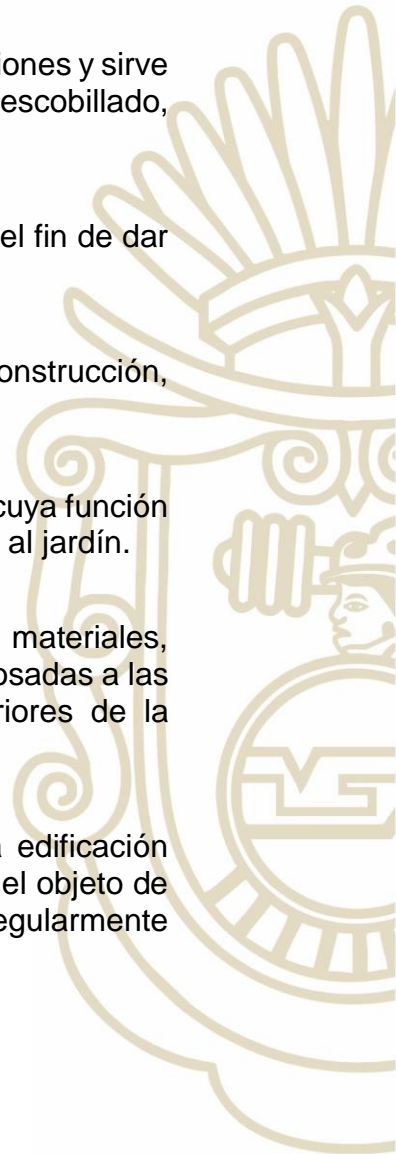 iones y sirve
escobillado,
el fin de dar
onstrucción,
cuya función
al jardín.
materiales,
osadas a las
riores de la
edificación
el objeto de
egularmente